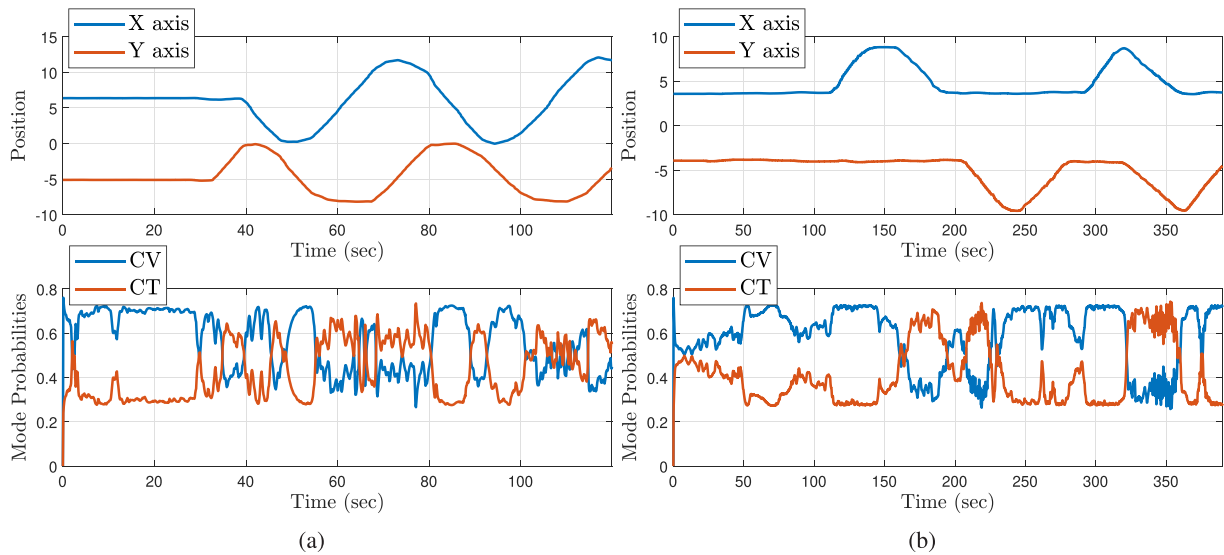 X axis
Y axis
15
10
5
0
-5
-10
Position
0 20 40 60 80 100
Time (sec)
CV
CT
0.8
0.6
0.4
0.2
0
Mode Probabilities
0 20 40 60 80 100
Time (sec)
(a)
X axis
Y axis
10
5
0
-5
-10
Position
0 50 100 150 200 250 300 350
Time (sec)
CV
CT
0.8
0.6
0.4
0.2
0
Mode Probabilities
0 50 100 150 200 250 300 350
Time (sec)
(b)